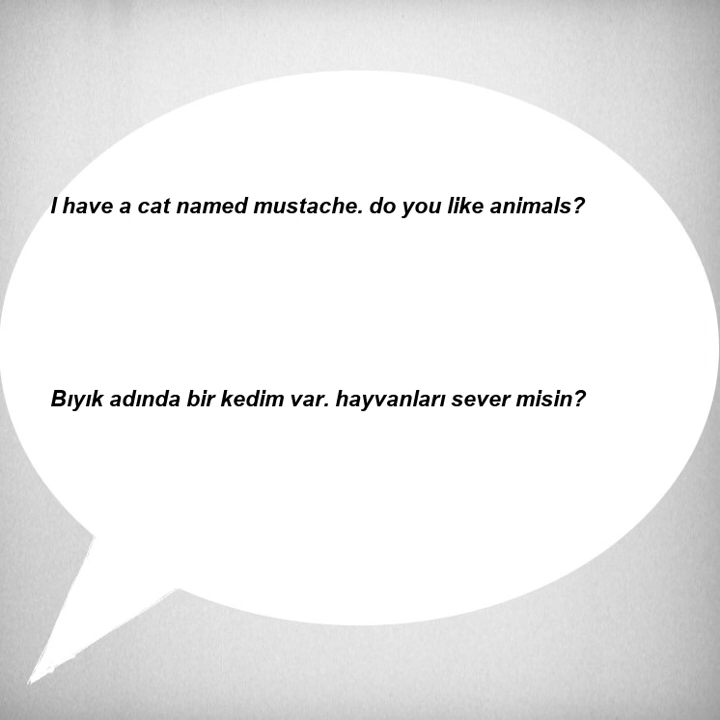 I have a cat named mustache. do you like animals?
Bıyık adında bir kedim var. hayvanları sever misin?